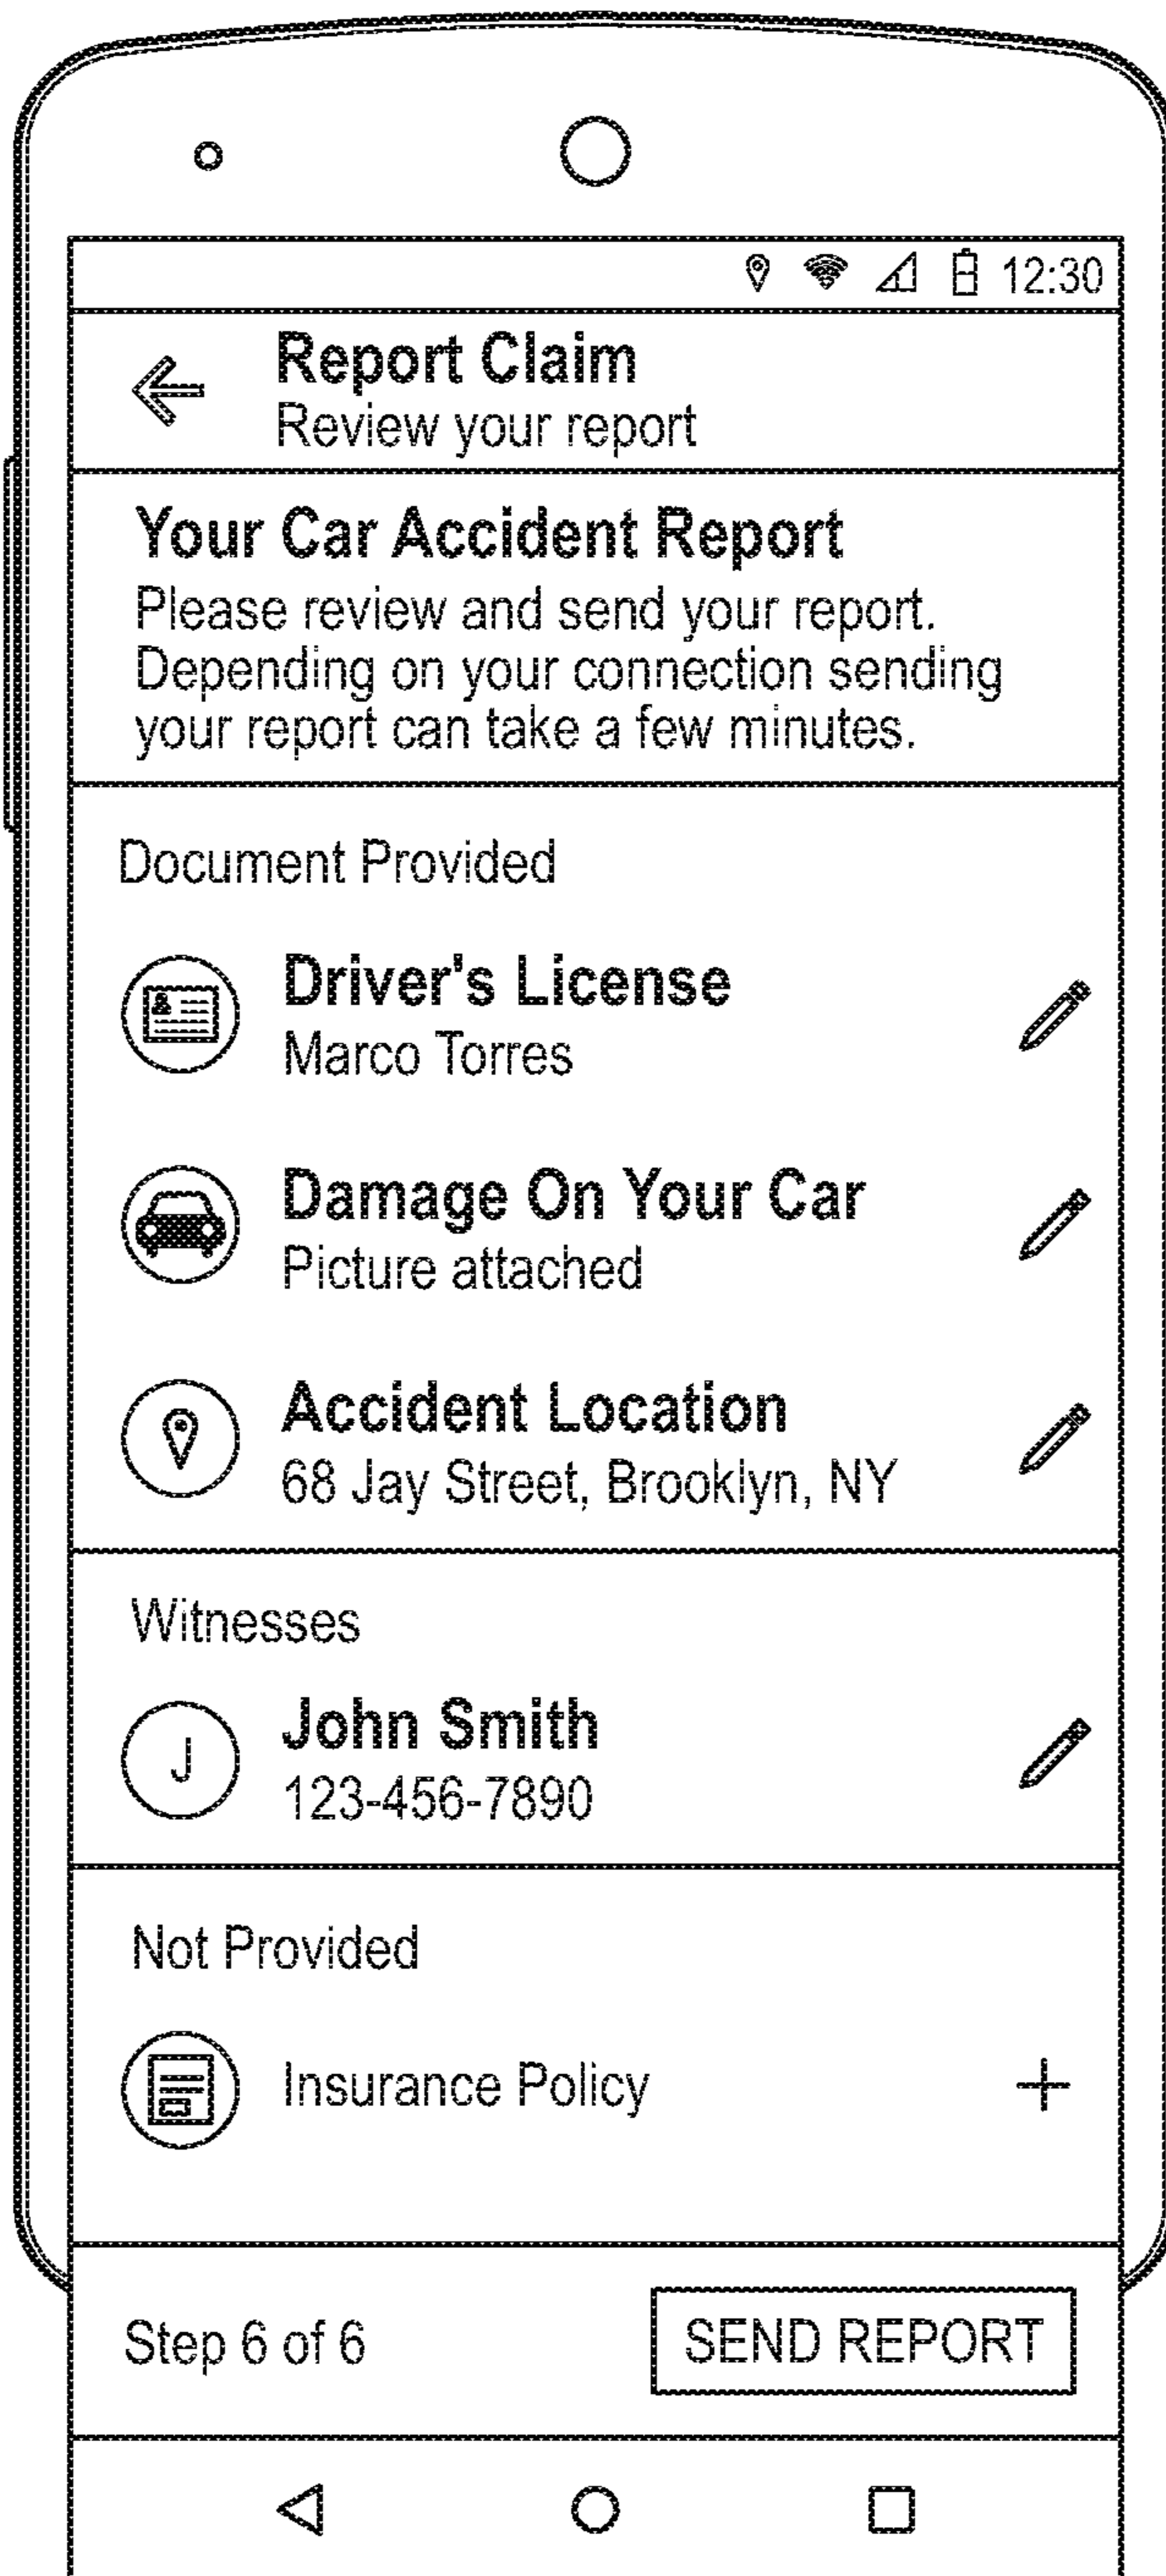 12:30
Report Claim
Review your report
Your Car Accident Report
Please review and send your report.
Depending on your connection sending
your report can take a few minutes.
Document Provided
Driver's License
Marco Torres
Damage On Your Car
Picture attached
Accident Location
68 Jay Street, Brooklyn, NY
Witnesses
J
John Smith
123-456-7890
Not Provided
Insurance Policy
Step 6 of 6
SEND REPORT